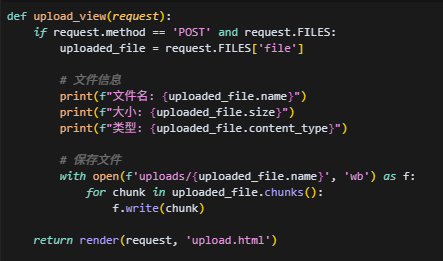 def upload_view(request):
    if request.method == 'POST' and request.FILES:
        uploaded_file = request.FILES['file']

        # 文件信息
        print(f"文件名: {uploaded_file.name}")
        print(f"大小: {uploaded_file.size}")
        print(f"类型: {uploaded_file.content_type}")

        # 保存文件
        with open(f'uploads/{uploaded_file.name}', 'wb') as f:
            for chunk in uploaded_file.chunks():
                f.write(chunk)

    return render(request, 'upload.html')